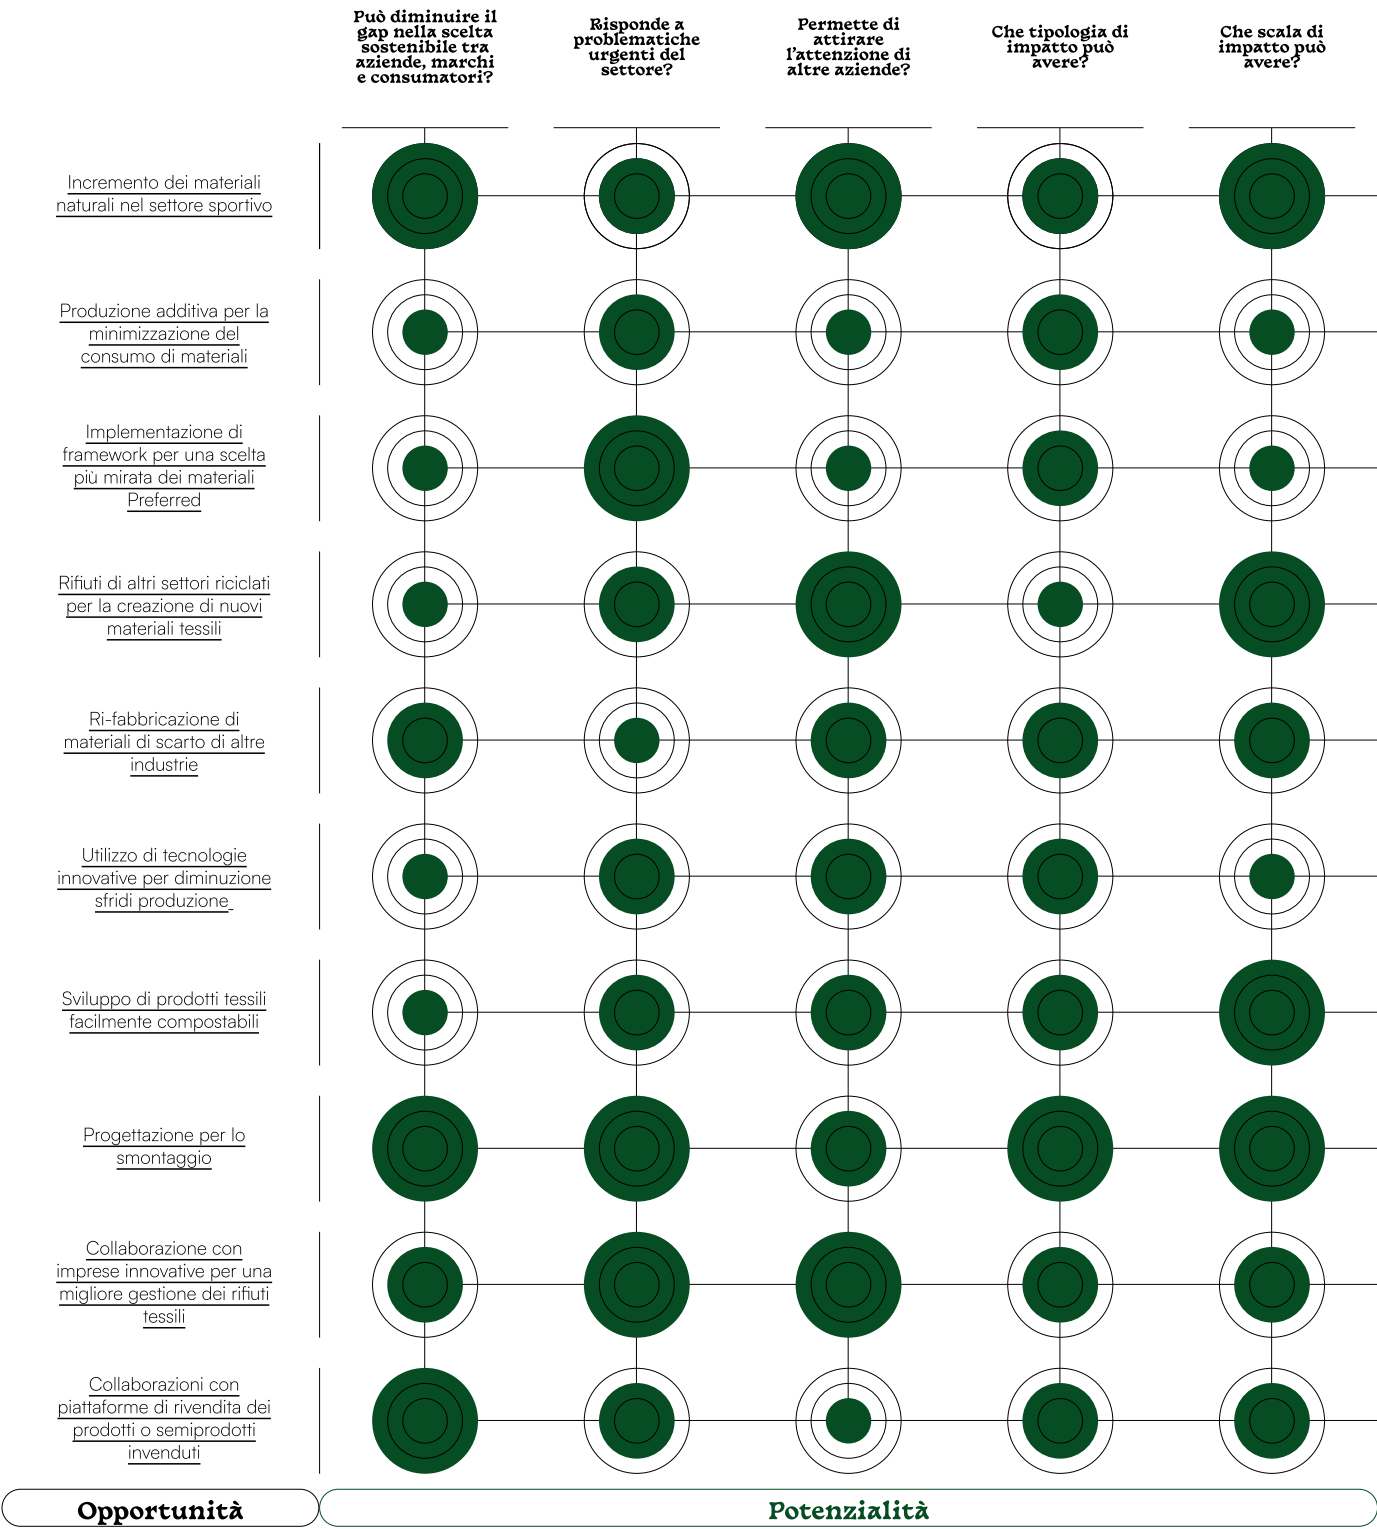 Può diminuire il
gap nella scelta
sostenibile tra
aziende, marchi
e consumatori?
Risponde a
problematiche
urgenti del
settore?
Permette di
attirare
l'attenzione di
altre aziende?
Che tipologia di
impatto può
avere?
Che scala di
impatto può
avere?
Incremento dei materiali
naturali nel settore sportivo
Produzione additiva per la
minimizzazione del
consumo di materiali
Implementazione di
framework per una scelta
più mirata dei materiali
Preferred
Rifiuti di altri settori riciclati
per la creazione di nuovi
materiali tessili
Ri-fabbricazione di
materiali di scarto di altre
industrie
Utilizzo di tecnologie
innovative per diminuzione
sfridi produzione
Sviluppo di prodotti tessili
facilmente compostabili
Progettazione per lo
smontaggio
Collaborazione con
imprese innovative per una
migliore gestione dei rifiuti
tessili
Collaborazioni con
piattaforme di rivendita dei
prodotti o semiprodotti
invenduti
Opportunità
Potenzialità